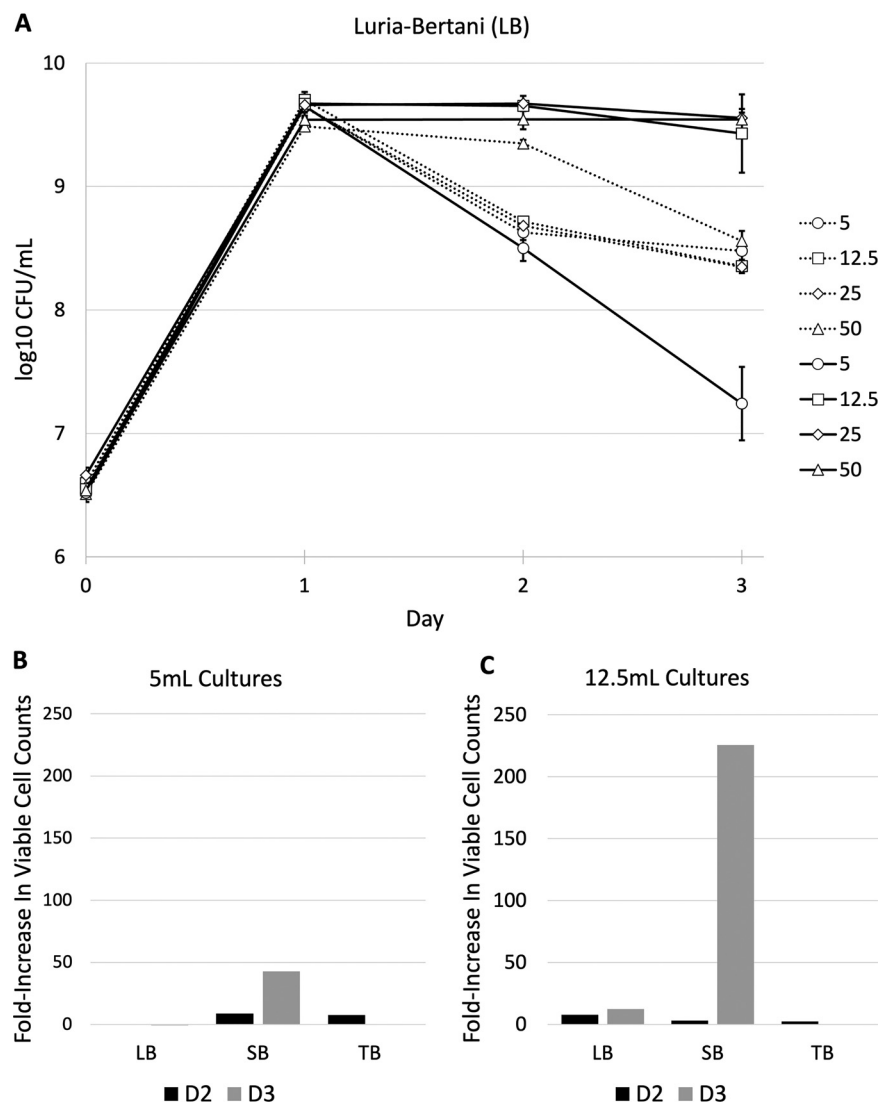 A
Luria-Bertani (LB)
log10 CFU/mL
10
9
8
7
6
0 1 2 3
Day
5
12.5
25
50
5
12.5
25
50
B
5mL Cultures
Fold-Increase In Viable Cell Counts
250
200
150
100
50
0
LB SB TB
D2 D3
C
12.5mL Cultures
Fold-Increase In Viable Cell Counts
250
200
150
100
50
0
LB SB TB
D2 D3